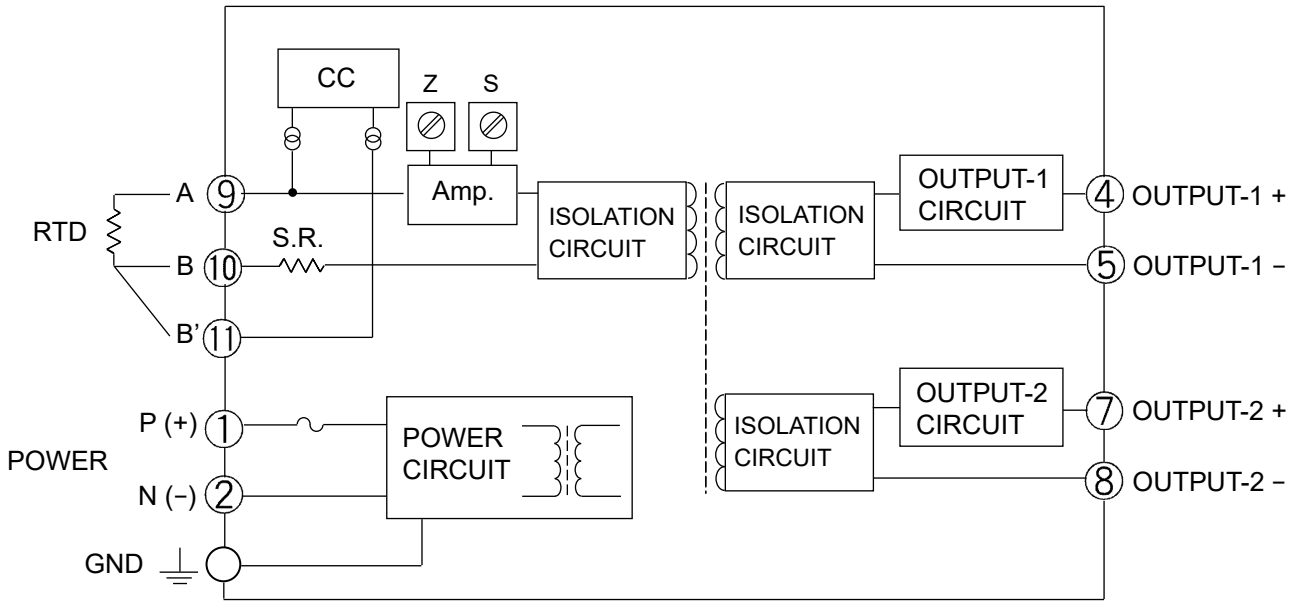 CC
Z S
A 9
Amp.
ISOLATION
CIRCUIT
ISOLATION
CIRCUIT
OUTPUT-1
CIRCUIT
4 OUTPUT-1 +
RTD
S.R.
B 10
5 OUTPUT-1 −
B’ 11
P (+) 1
POWER
CIRCUIT
ISOLATION
CIRCUIT
OUTPUT-2
CIRCUIT
7 OUTPUT-2 +
POWER
N (−) 2
8 OUTPUT-2 −
GND